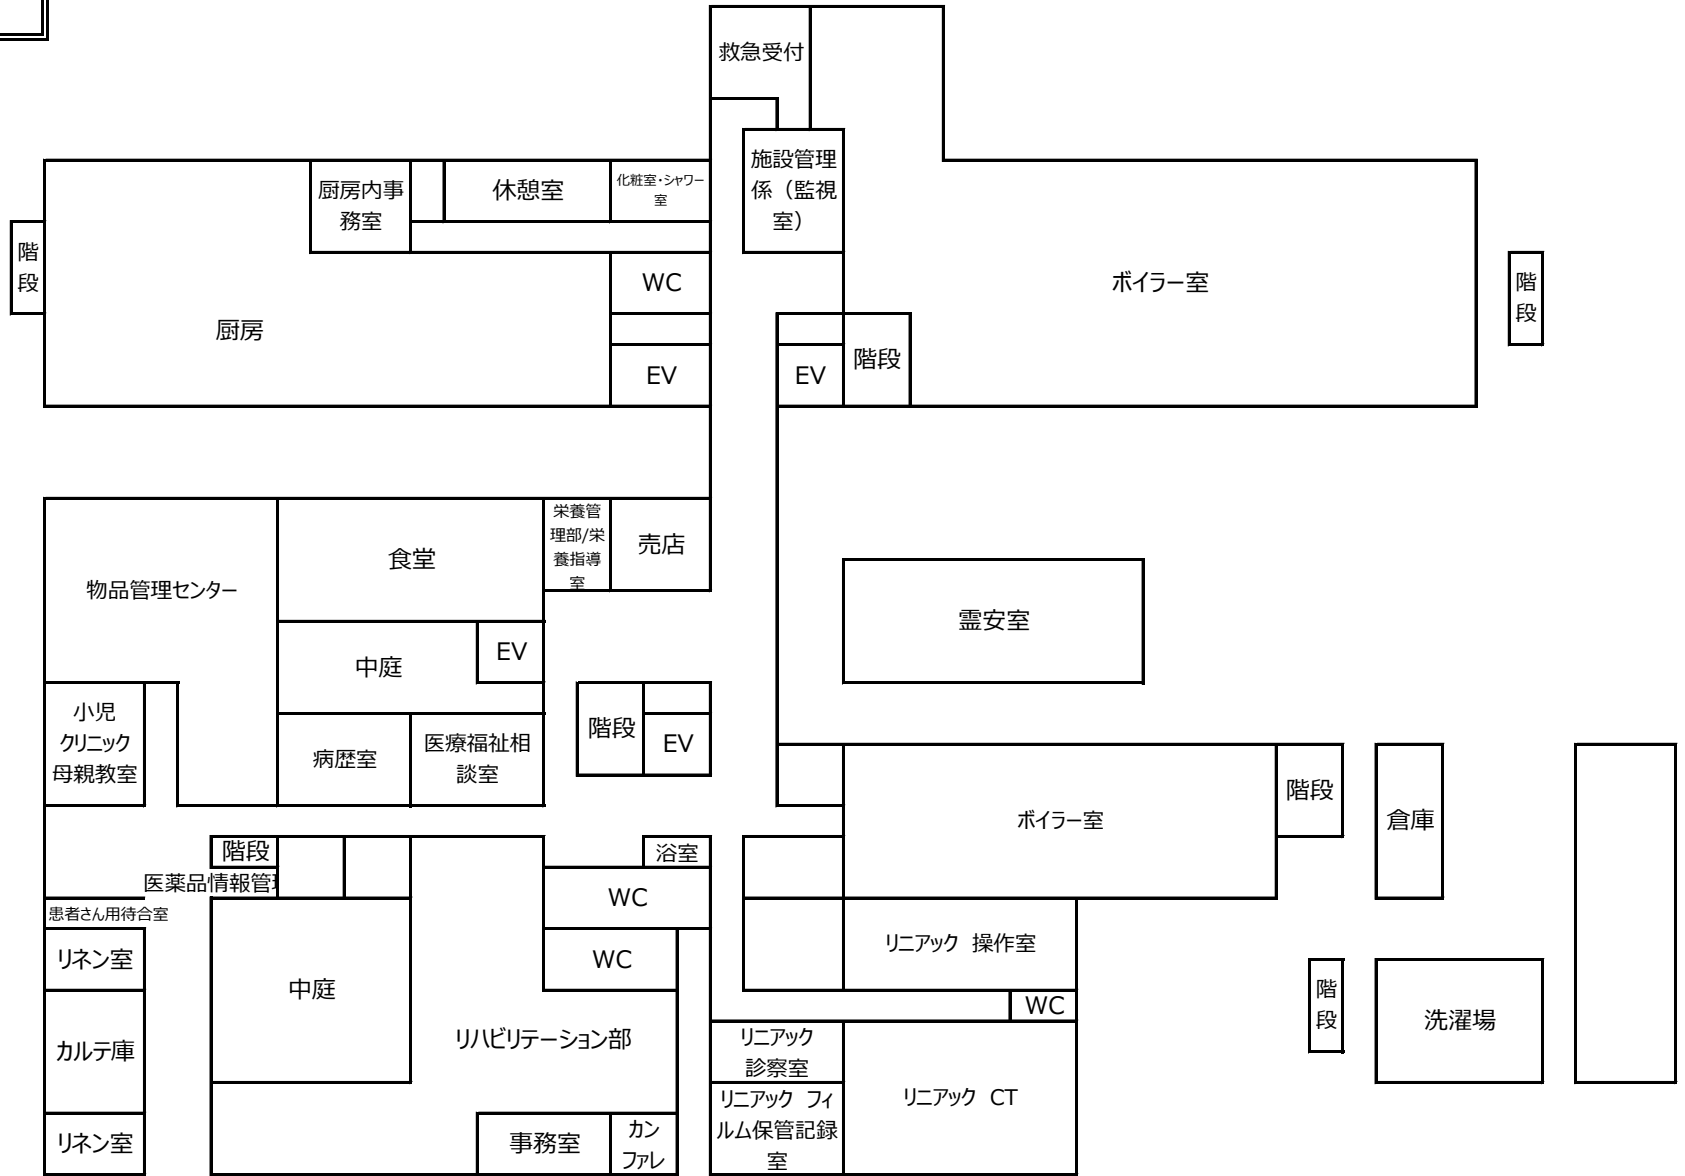 救急受付
施設管理
係（監視
室）
厨房内事
務室
休憩室
化粧室・シャワー
室
階
段
WC
ボイラー室
階
段
厨房
EV
EV
階段
栄養管
理部/栄
養指導
室
売店
食堂
物品管理センター
霊安室
EV
中庭
小児
クリニック
母親教室
階段
EV
病歴室
医療福祉相
談室
階段
ボイラー室
倉庫
階段
浴室
医薬品情報管
WC
患者さん用待合室
リニアック 操作室
リネン室
WC
中庭
階
段
WC
洗濯場
カルテ庫
リハビリテーション部
リニアック
診察室
リニアック CT
リニアック フィ
ルム保管記録
室
リネン室
事務室
カン
ファレ